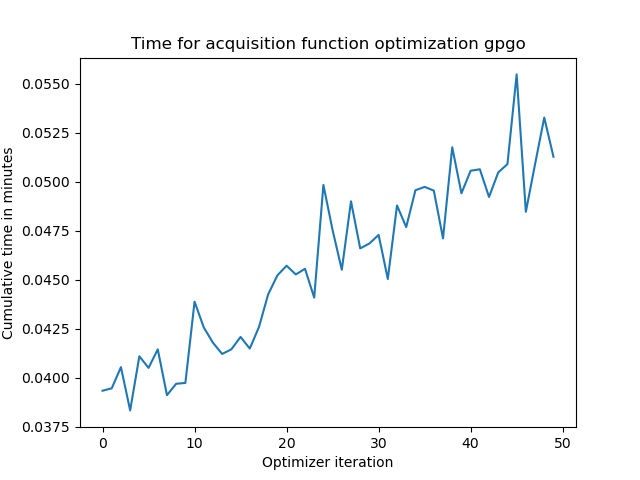 Time for acquisition function optimization gpgo
Cumulative time in minutes
0.0550
0.0525
0.0500
0.0475
0.0450
0.0425
0.0400
0.0375
0 10 20 30 40 50
Optimizer iteration